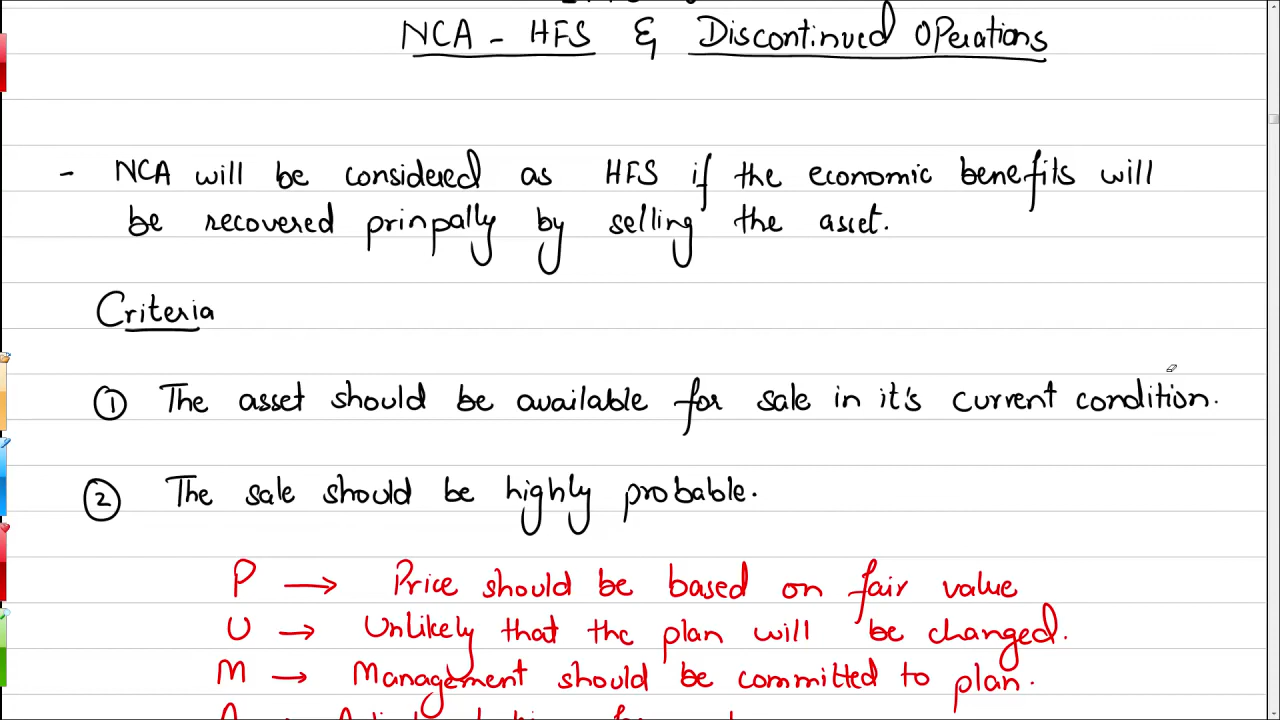 NCA - HFS & Discontinued Operations
- NCA will be considered as HFS if the economic benefits will
be recovered prinpally by selling the asset.
Criteria
① The asset should be available for sale in it's current condition.
② The sale should be highly probable.
P → Price should be based on fair value
U → Unlikely that the plan will be changed.
M → Management should be committed to plan.